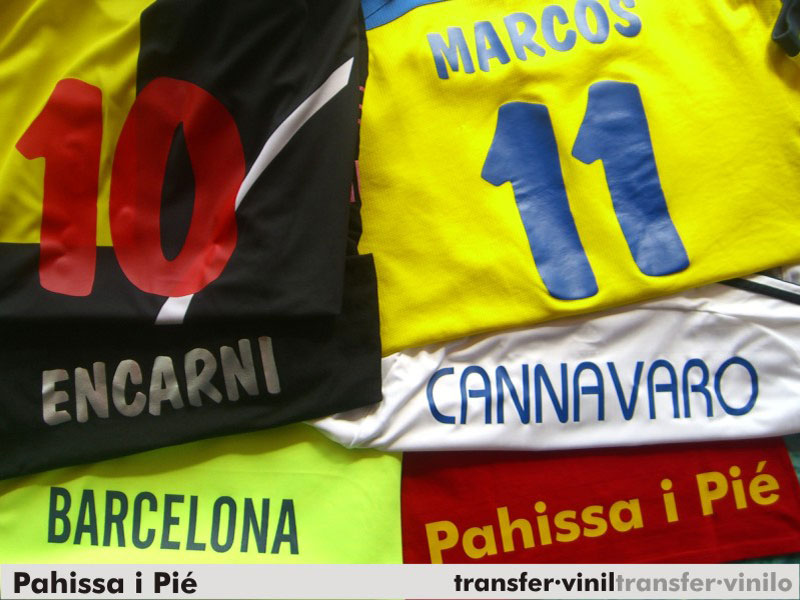 10
MARCOS
11
ENCARNI
CANNAVARO
BARCELONA
Pahissa i Pié
Pahissa i Pié
transfer·viniltransfer·vinilo